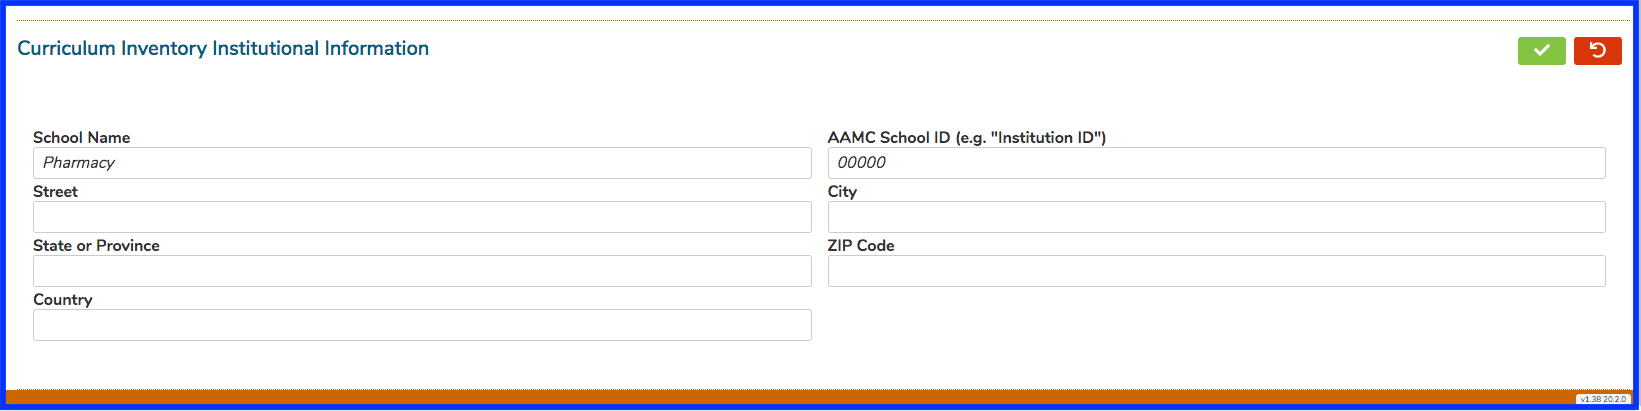 Curriculum Inventory Institutional Information
School Name
AAMC School ID (e.g. "Institution ID")
Pharmacy
00000
Street
City
State or Province
ZIP Code
Country
v1.38 20.2.0